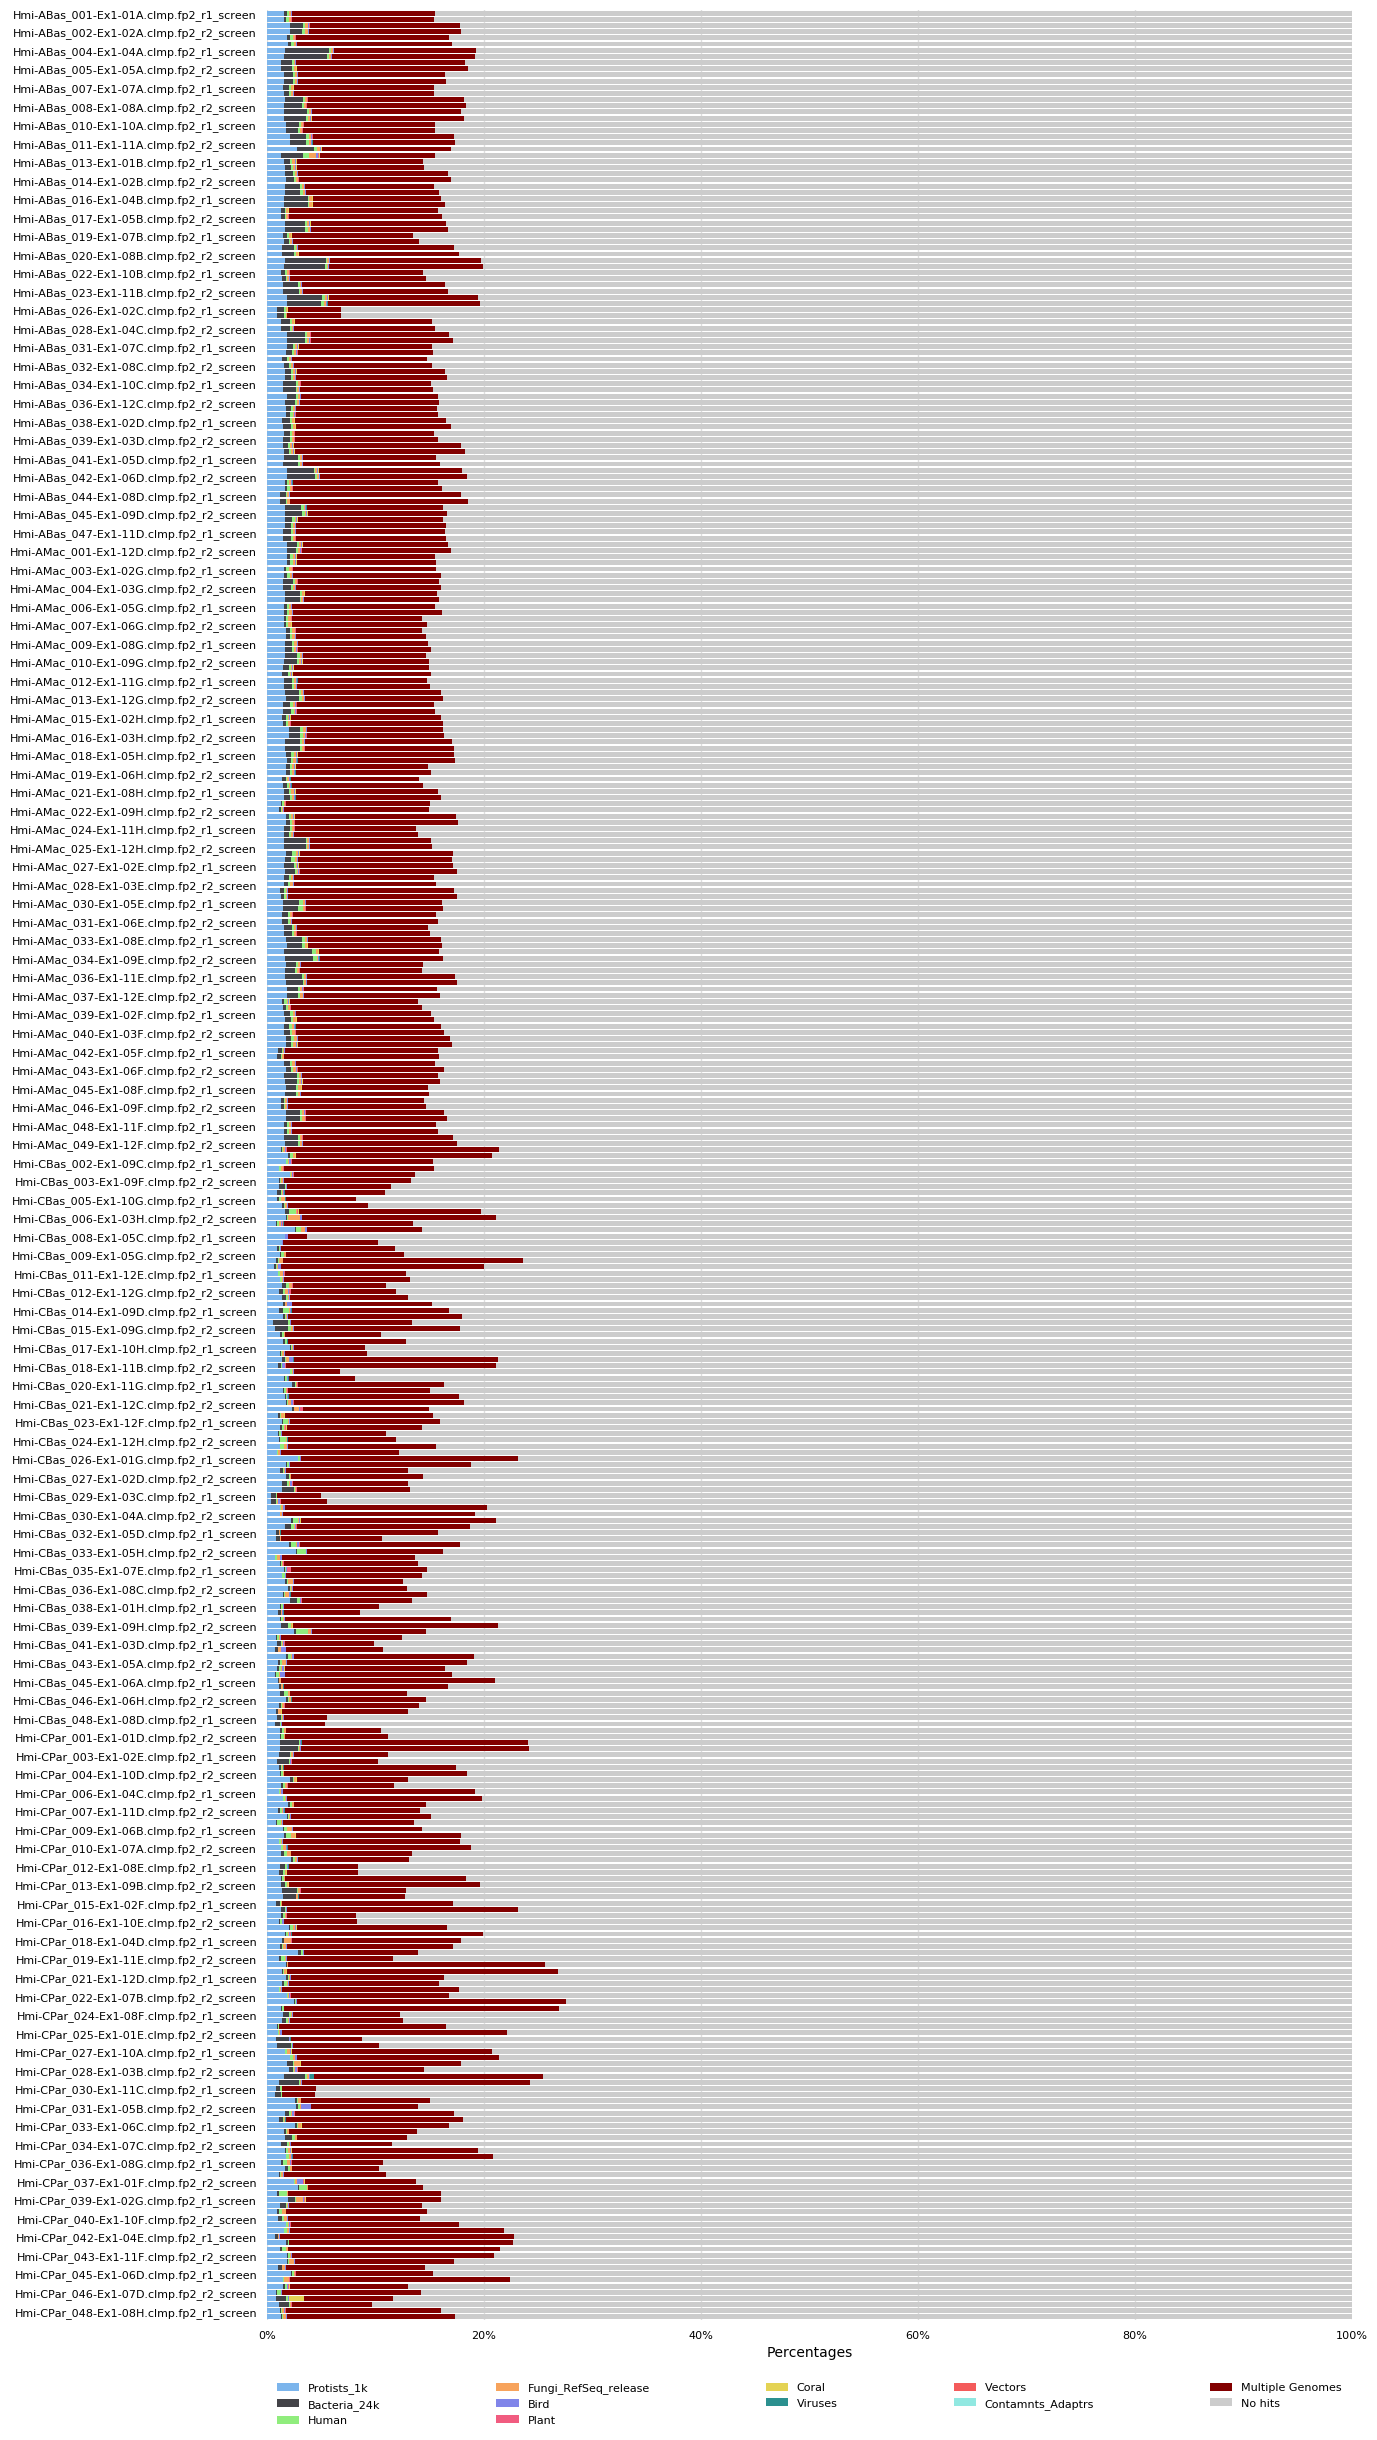 Hmi-ABas_001-Ex1-01A.clmp.fp2_r1_screen
Hmi-ABas_002-Ex1-02A.clmp.fp2_r2_screen
Hmi-ABas_004-Ex1-04A.clmp.fp2_r1_screen
Hmi-ABas_005-Ex1-05A.clmp.fp2_r2_screen
Hmi-ABas_007-Ex1-07A.clmp.fp2_r1_screen
Hmi-ABas_008-Ex1-08A.clmp.fp2_r2_screen
Hmi-ABas_010-Ex1-10A.clmp.fp2_r1_screen
Hmi-ABas_011-Ex1-11A.clmp.fp2_r2_screen
Hmi-ABas_013-Ex1-01B.clmp.fp2_r1_screen
Hmi-ABas_014-Ex1-02B.clmp.fp2_r2_screen
Hmi-ABas_016-Ex1-04B.clmp.fp2_r1_screen
Hmi-ABas_017-Ex1-05B.clmp.fp2_r2_screen
Hmi-ABas_019-Ex1-07B.clmp.fp2_r1_screen
Hmi-ABas_020-Ex1-08B.clmp.fp2_r2_screen
Hmi-ABas_022-Ex1-10B.clmp.fp2_r1_screen
Hmi-ABas_023-Ex1-11B.clmp.fp2_r2_screen
Hmi-ABas_026-Ex1-02C.clmp.fp2_r1_screen
Hmi-ABas_028-Ex1-04C.clmp.fp2_r2_screen
Hmi-ABas_031-Ex1-07C.clmp.fp2_r1_screen
Hmi-ABas_032-Ex1-08C.clmp.fp2_r2_screen
Hmi-ABas_034-Ex1-10C.clmp.fp2_r1_screen
Hmi-ABas_036-Ex1-12C.clmp.fp2_r2_screen
Hmi-ABas_038-Ex1-02D.clmp.fp2_r1_screen
Hmi-ABas_039-Ex1-03D.clmp.fp2_r2_screen
Hmi-ABas_041-Ex1-05D.clmp.fp2_r1_screen
Hmi-ABas_042-Ex1-06D.clmp.fp2_r2_screen
Hmi-ABas_044-Ex1-08D.clmp.fp2_r1_screen
Hmi-ABas_045-Ex1-09D.clmp.fp2_r2_screen
Hmi-ABas_047-Ex1-11D.clmp.fp2_r1_screen
Hmi-AMac_001-Ex1-12D.clmp.fp2_r2_screen
Hmi-AMac_003-Ex1-02G.clmp.fp2_r1_screen
Hmi-AMac_004-Ex1-03G.clmp.fp2_r2_screen
Hmi-AMac_006-Ex1-05G.clmp.fp2_r1_screen
Hmi-AMac_007-Ex1-06G.clmp.fp2_r2_screen
Hmi-AMac_009-Ex1-08G.clmp.fp2_r1_screen
Hmi-AMac_010-Ex1-09G.clmp.fp2_r2_screen
Hmi-AMac_012-Ex1-11G.clmp.fp2_r1_screen
Hmi-AMac_013-Ex1-12G.clmp.fp2_r2_screen
Hmi-AMac_015-Ex1-02H.clmp.fp2_r1_screen
Hmi-AMac_016-Ex1-03H.clmp.fp2_r2_screen
Hmi-AMac_018-Ex1-05H.clmp.fp2_r1_screen
Hmi-AMac_019-Ex1-06H.clmp.fp2_r2_screen
Hmi-AMac_021-Ex1-08H.clmp.fp2_r1_screen
Hmi-AMac_022-Ex1-09H.clmp.fp2_r2_screen
Hmi-AMac_024-Ex1-11H.clmp.fp2_r1_screen
Hmi-AMac_025-Ex1-12H.clmp.fp2_r2_screen
Hmi-AMac_027-Ex1-02E.clmp.fp2_r1_screen
Hmi-AMac_028-Ex1-03E.clmp.fp2_r2_screen
Hmi-AMac_030-Ex1-05E.clmp.fp2_r1_screen
Hmi-AMac_031-Ex1-06E.clmp.fp2_r2_screen
Hmi-AMac_033-Ex1-08E.clmp.fp2_r1_screen
Hmi-AMac_034-Ex1-09E.clmp.fp2_r2_screen
Hmi-AMac_036-Ex1-11E.clmp.fp2_r1_screen
Hmi-AMac_037-Ex1-12E.clmp.fp2_r2_screen
Hmi-AMac_039-Ex1-02F.clmp.fp2_r1_screen
Hmi-AMac_040-Ex1-03F.clmp.fp2_r2_screen
Hmi-AMac_042-Ex1-05F.clmp.fp2_r1_screen
Hmi-AMac_043-Ex1-06F.clmp.fp2_r2_screen
Hmi-AMac_045-Ex1-08F.clmp.fp2_r1_screen
Hmi-AMac_046-Ex1-09F.clmp.fp2_r2_screen
Hmi-AMac_048-Ex1-11F.clmp.fp2_r1_screen
Hmi-AMac_049-Ex1-12F.clmp.fp2_r2_screen
Hmi-CBas_002-Ex1-09C.clmp.fp2_r1_screen
Hmi-CBas_003-Ex1-09F.clmp.fp2_r2_screen
Hmi-CBas_005-Ex1-10G.clmp.fp2_r1_screen
Hmi-CBas_006-Ex1-03H.clmp.fp2_r2_screen
Hmi-CBas_008-Ex1-05C.clmp.fp2_r1_screen
Hmi-CBas_009-Ex1-05G.clmp.fp2_r2_screen
Hmi-CBas_011-Ex1-12E.clmp.fp2_r1_screen
Hmi-CBas_012-Ex1-12G.clmp.fp2_r2_screen
Hmi-CBas_014-Ex1-09D.clmp.fp2_r1_screen
Hmi-CBas_015-Ex1-09G.clmp.fp2_r2_screen
Hmi-CBas_017-Ex1-10H.clmp.fp2_r1_screen
Hmi-CBas_018-Ex1-11B.clmp.fp2_r2_screen
Hmi-CBas_020-Ex1-11G.clmp.fp2_r1_screen
Hmi-CBas_021-Ex1-12C.clmp.fp2_r2_screen
Hmi-CBas_023-Ex1-12F.clmp.fp2_r1_screen
Hmi-CBas_024-Ex1-12H.clmp.fp2_r2_screen
Hmi-CBas_026-Ex1-01G.clmp.fp2_r1_screen
Hmi-CBas_027-Ex1-02D.clmp.fp2_r2_screen
Hmi-CBas_029-Ex1-03C.clmp.fp2_r1_screen
Hmi-CBas_030-Ex1-04A.clmp.fp2_r2_screen
Hmi-CBas_032-Ex1-05D.clmp.fp2_r1_screen
Hmi-CBas_033-Ex1-05H.clmp.fp2_r2_screen
Hmi-CBas_035-Ex1-07E.clmp.fp2_r1_screen
Hmi-CBas_036-Ex1-08C.clmp.fp2_r2_screen
Hmi-CBas_038-Ex1-01H.clmp.fp2_r1_screen
Hmi-CBas_039-Ex1-09H.clmp.fp2_r2_screen
Hmi-CBas_041-Ex1-03D.clmp.fp2_r1_screen
Hmi-CBas_043-Ex1-05A.clmp.fp2_r2_screen
Hmi-CBas_045-Ex1-06A.clmp.fp2_r1_screen
Hmi-CBas_046-Ex1-06H.clmp.fp2_r2_screen
Hmi-CBas_048-Ex1-08D.clmp.fp2_r1_screen
Hmi-CPar_001-Ex1-01D.clmp.fp2_r2_screen
Hmi-CPar_003-Ex1-02E.clmp.fp2_r1_screen
Hmi-CPar_004-Ex1-10D.clmp.fp2_r2_screen
Hmi-CPar_006-Ex1-04C.clmp.fp2_r1_screen
Hmi-CPar_007-Ex1-11D.clmp.fp2_r2_screen
Hmi-CPar_009-Ex1-06B.clmp.fp2_r1_screen
Hmi-CPar_010-Ex1-07A.clmp.fp2_r2_screen
Hmi-CPar_012-Ex1-08E.clmp.fp2_r1_screen
Hmi-CPar_013-Ex1-09B.clmp.fp2_r2_screen
Hmi-CPar_015-Ex1-02F.clmp.fp2_r1_screen
Hmi-CPar_016-Ex1-10E.clmp.fp2_r2_screen
Hmi-CPar_018-Ex1-04D.clmp.fp2_r1_screen
Hmi-CPar_019-Ex1-11E.clmp.fp2_r2_screen
Hmi-CPar_021-Ex1-12D.clmp.fp2_r1_screen
Hmi-CPar_022-Ex1-07B.clmp.fp2_r2_screen
Hmi-CPar_024-Ex1-08F.clmp.fp2_r1_screen
Hmi-CPar_025-Ex1-01E.clmp.fp2_r2_screen
Hmi-CPar_027-Ex1-10A.clmp.fp2_r1_screen
Hmi-CPar_028-Ex1-03B.clmp.fp2_r2_screen
Hmi-CPar_030-Ex1-11C.clmp.fp2_r1_screen
Hmi-CPar_031-Ex1-05B.clmp.fp2_r2_screen
Hmi-CPar_033-Ex1-06C.clmp.fp2_r1_screen
Hmi-CPar_034-Ex1-07C.clmp.fp2_r2_screen
Hmi-CPar_036-Ex1-08G.clmp.fp2_r1_screen
Hmi-CPar_037-Ex1-01F.clmp.fp2_r2_screen
Hmi-CPar_039-Ex1-02G.clmp.fp2_r1_screen
Hmi-CPar_040-Ex1-10F.clmp.fp2_r2_screen
Hmi-CPar_042-Ex1-04E.clmp.fp2_r1_screen
Hmi-CPar_043-Ex1-11F.clmp.fp2_r2_screen
Hmi-CPar_045-Ex1-06D.clmp.fp2_r1_screen
Hmi-CPar_046-Ex1-07D.clmp.fp2_r2_screen
Hmi-CPar_048-Ex1-08H.clmp.fp2_r1_screen
0% 20% 40% 60% 80% 100%
Percentages
Protists_1k Fungi_RefSeq_release Coral Vectors Multiple Genomes
Bacteria_24k Bird Viruses Contamnts_Adaptrs No hits
Human Plant